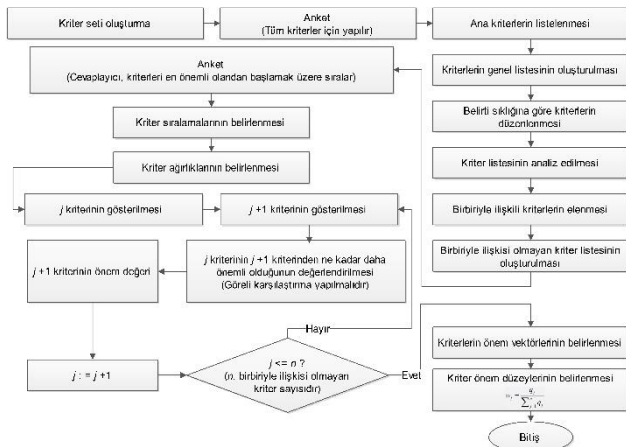 Kriter seti oluşturma
Anket
(Tüm kriterler için yapılır)
Ana kriterlerin listelenmesi
Kriterlerin genel listesinin oluşturulması
Belirti sıklığına göre kriterlerin
düzenlenmesi
Kriter listesinin analiz edilmesi
Birbiriyle ilişkili kriterlerin elenmesi
Birbiriyle ilişkisi olmayan kriter listesinin
oluşturulması
Anket
(Cevaplayıcı, kriterleri en önemli olandan başlamak üzere sıralar)
Kriter sıralamalarının belirlenmesi
Kriter ağırlıklarının belirlenmesi
j kriterinin gösterilmesi
j +1 kriterinin gösterilmesi
j kriterinin j +1 kriterinden ne kadar daha
önemli olduğunun değerlendirilmesi
(Göreli karşılaştırma yapılmalıdır)
j +1 kriterinin önem değeri
j : = j +1
Hayır
j <= n ?
(n, birbiriyle ilişkisi olmayan
kriter sayısıdır)
Evet
Kriterlerin önem vektörlerinin belirlenmesi
Kriter önem düzeylerinin belirlenmesi
Bitiş